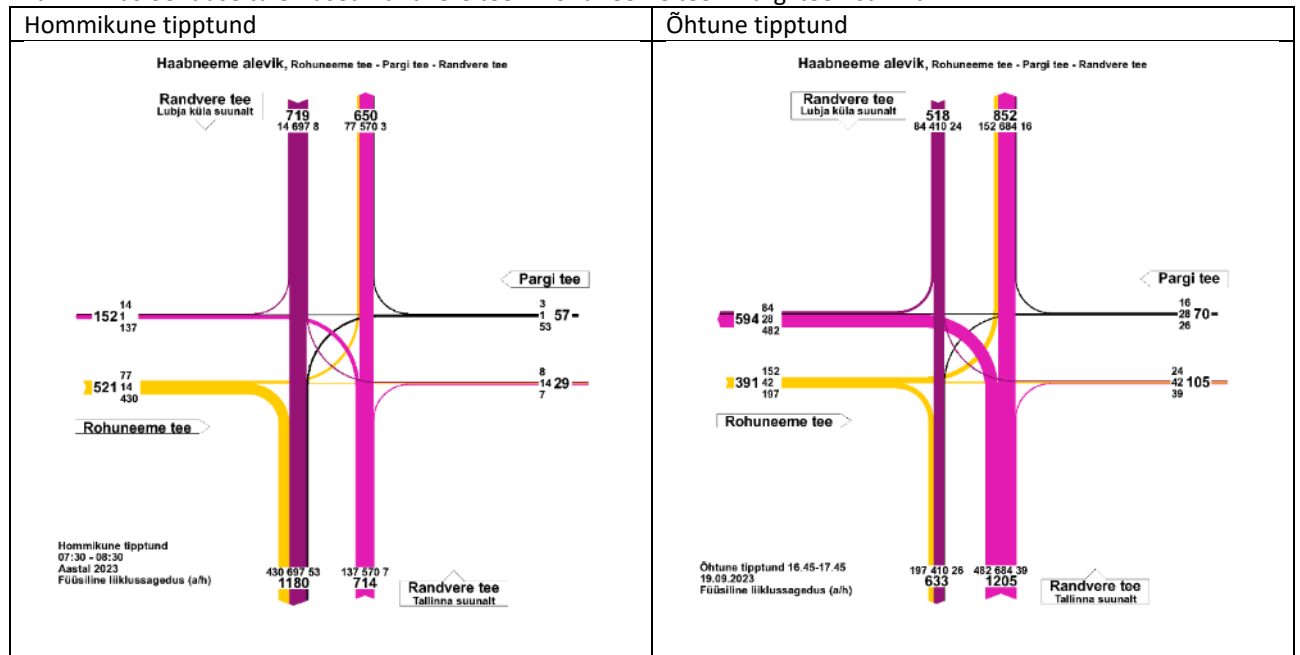 Hommikune tipptund
Haabneeme alevik, Rohuneeme tee - Pargi tee - Randvere tee
Randvere tee
Lubja küla suunalt
719
14 697 8
650
77 570 3
Pargi tee
152
14
1
137
3
1
53
57
521
77
14
430
8
14
7
29
Rohuneeme tee
Hommikune tipptund
07:30 - 08:30
Aastal 2023
Füüsiline liiklussagedus (a/h)
430 697 53
1180
137 570 7
714
Randvere tee
Tallinna suunalt
Õhtune tipptund
Haabneeme alevik, Rohuneeme tee - Pargi tee - Randvere tee
Randvere tee
Lubja küla suunalt
518
84 410 24
852
152 684 16
Pargi tee
594
84
28
482
16
28
26
70
391
152
42
197
24
42
39
105
Rohuneeme tee
Õhtune tipptund 16.45-17.45
19.09.2023
Füüsiline liiklussagedus (a/h)
197 410 26
633
482 684 39
1205
Randvere tee
Tallinna suunalt